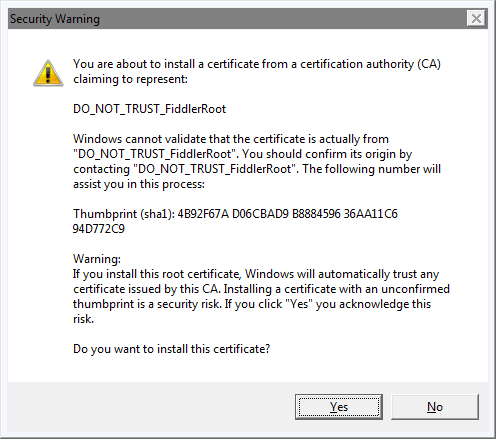 Security Warning
You are about to install a certificate from a certification authority (CA)
claiming to represent:
DO_NOT_TRUST_FiddlerRoot
Windows cannot validate that the certificate is actually from
"DO_NOT_TRUST_FiddlerRoot". You should confirm its origin by
contacting "DO_NOT_TRUST_FiddlerRoot". The following number will
assist you in this process:
Thumbprint (sha1): 4B92F67A D06CBAD9 B8884596 36AA11C6
94D772C9
Warning:
If you install this root certificate, Windows will automatically trust any
certificate issued by this CA. Installing a certificate with an unconfirmed
thumbprint is a security risk. If you click "Yes" you acknowledge this
risk.
Do you want to install this certificate?
Yes
No